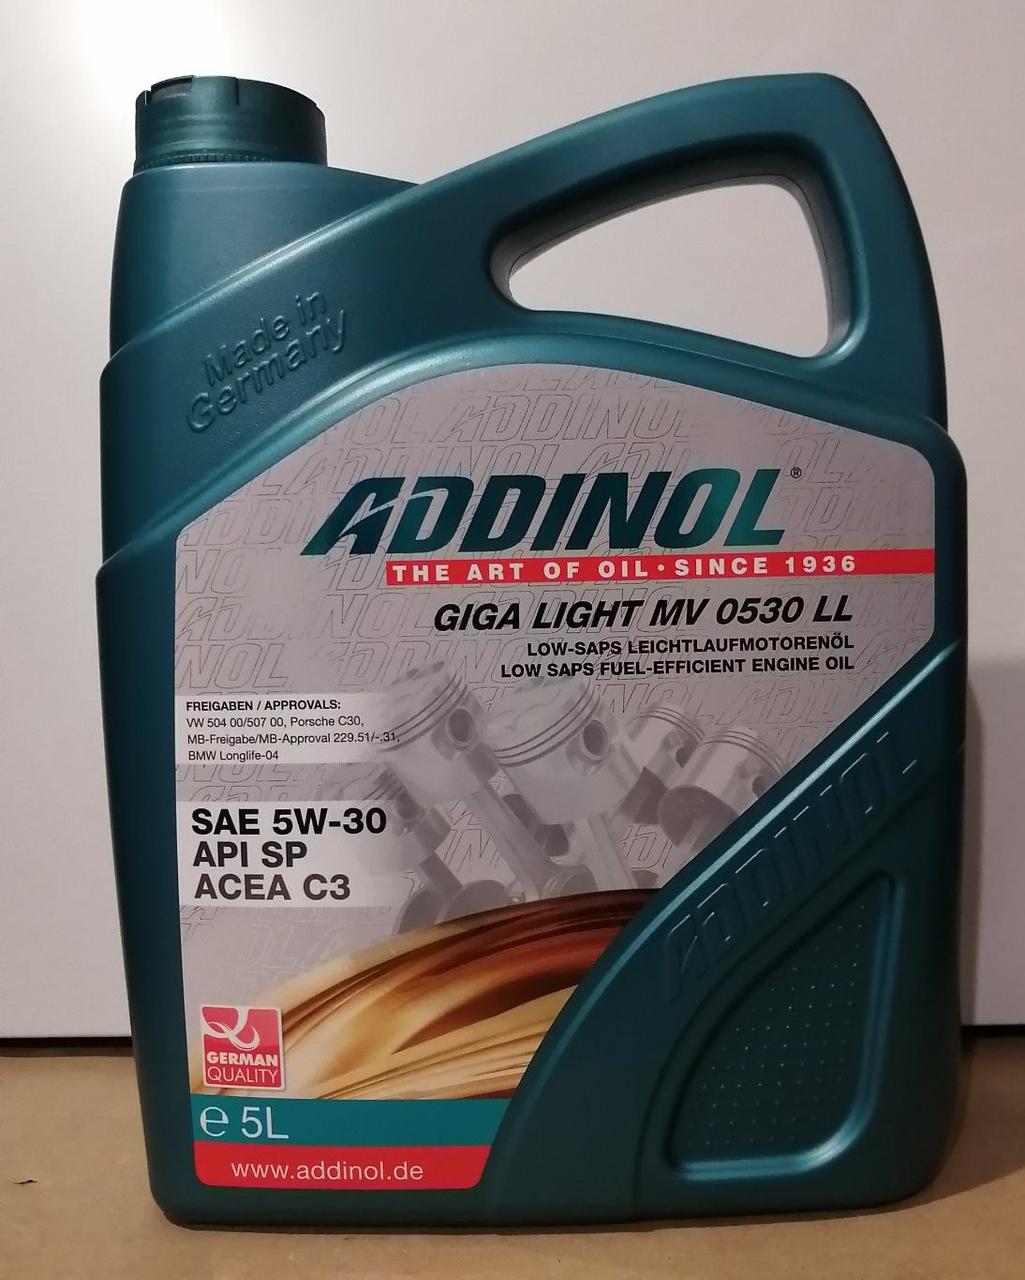 Made in
Germany
ADDINOL®
THE ART OF OIL · SINCE 1936
GIGA LIGHT MV 0530 LL
LOW-SAPS LEICHTLAUFMOTORENÖL
LOW SAPS FUEL-EFFICIENT ENGINE OIL
FREIGABEN / APPROVALS:
VW 504 00/507 00, Porsche C30,
MB-Freigabe/MB-Approval 229.51/-.31,
BMW Longlife-04
SAE 5W-30
API SP
ACEA C3
ADDINOL
GERMAN
QUALITY
℮ 5L
www.addinol.de